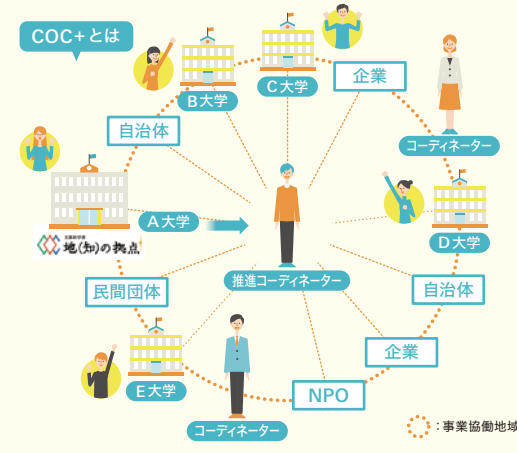 COC+とは
B大学
C大学
企業
コーディネーター
自治体
A大学
地(知)の拠点
D大学
推進コーディネーター
民間団体
自治体
企業
E大学
NPO
コーディネーター
：事業協働地域